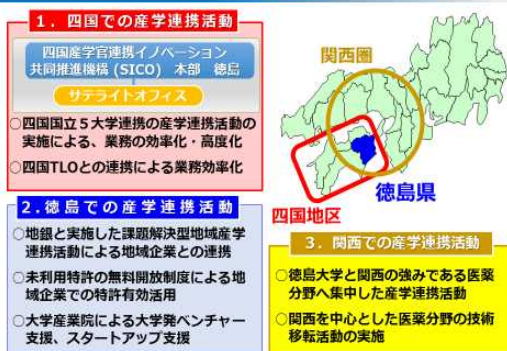 1．四国での産学連携活動
四国産学官連携イノベーション
共同推進機構 (SICO) 本部 徳島
サテライトオフィス
○四国国立５大学連携の産学連携活動の
実施による、業務の効率化・高度化
○四国TLOとの連携による業務効率化
2.徳島での産学連携活動
○地銀と実施した課題解決型地域産学
連携活動による地域企業との連携
○未利用特許の無料開放制度による地
域企業での特許有効活用
○大学産業院による大学発ベンチャー
支援、スタートアップ支援
関西圏
徳島県
四国地区
3．関西での産学連携活動
○徳島大学と関西の強みである医薬
分野へ集中した産学連携活動
○関西を中心とした医薬分野の技術
移転活動の実施